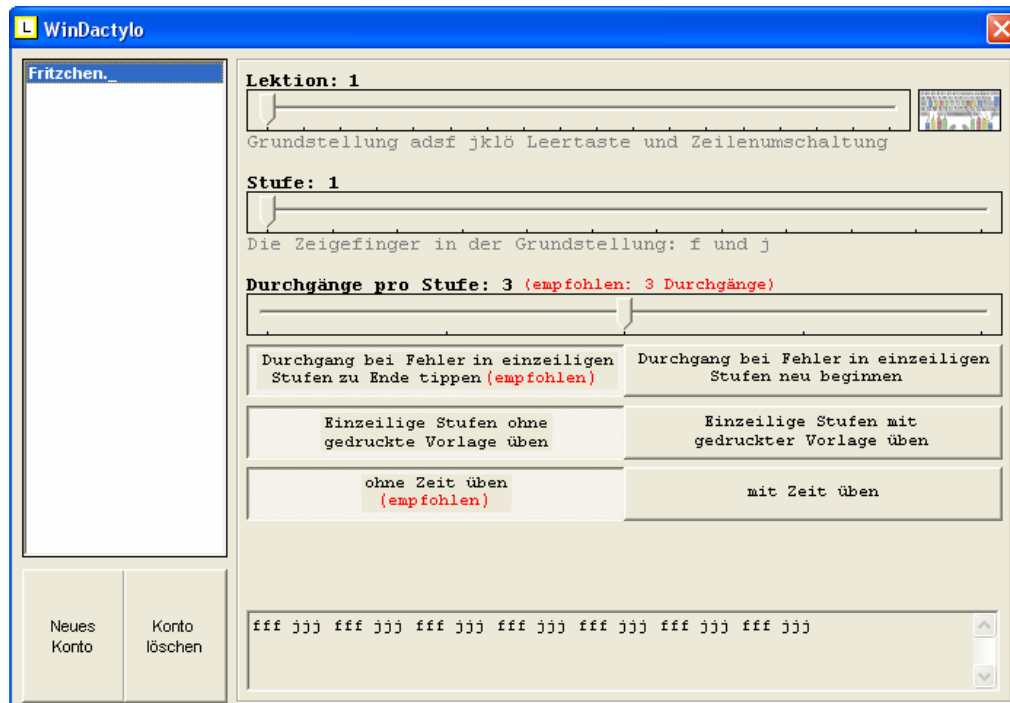 L WinDactylo
Fritzchen._
Lektion: 1
Grundstellung adsf jklö Leertaste und Zeilenumschaltung
Stufe: 1
Die Zeigefinger in der Grundstellung: f und j
Durchgänge pro Stufe: 3 (empfohlen: 3 Durchgänge)
Durchgang bei Fehler in einzeiligen
Stufen zu Ende tippen (empfohlen)
Durchgang bei Fehler in einzeiligen
Stufen neu beginnen
Einzeilige Stufen ohne
gedruckte Vorlage üben
Einzeilige Stufen mit
gedruckter Vorlage üben
ohne Zeit üben
(empfohlen)
mit Zeit üben
Neues
Konto
Konto
löschen
fff jjj fff jjj fff jjj fff jjj fff jjj fff jjj fff jjj